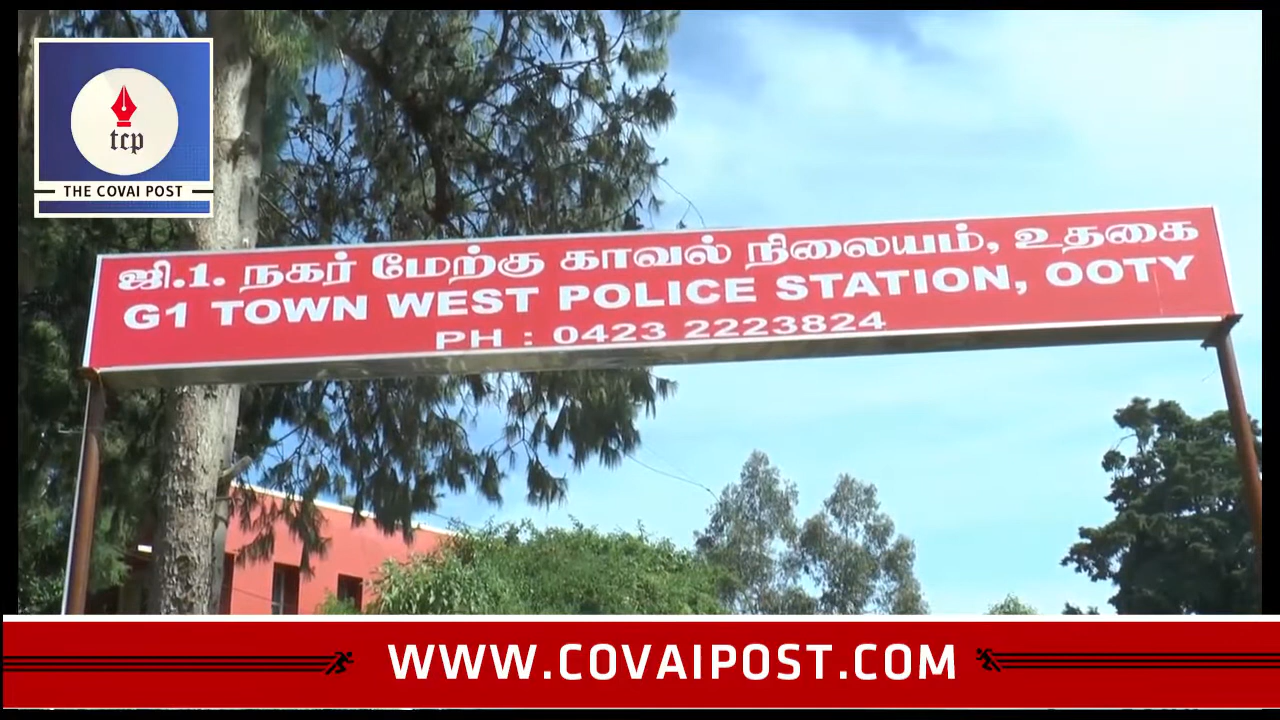 tcp
THE COVAI POST
ஜி.1. நகர் மேற்கு காவல் நிலையம், உதகை
G1 TOWN WEST POLICE STATION, OOTY
PH : 0423 2223824
WWW.COVAIPOST.COM